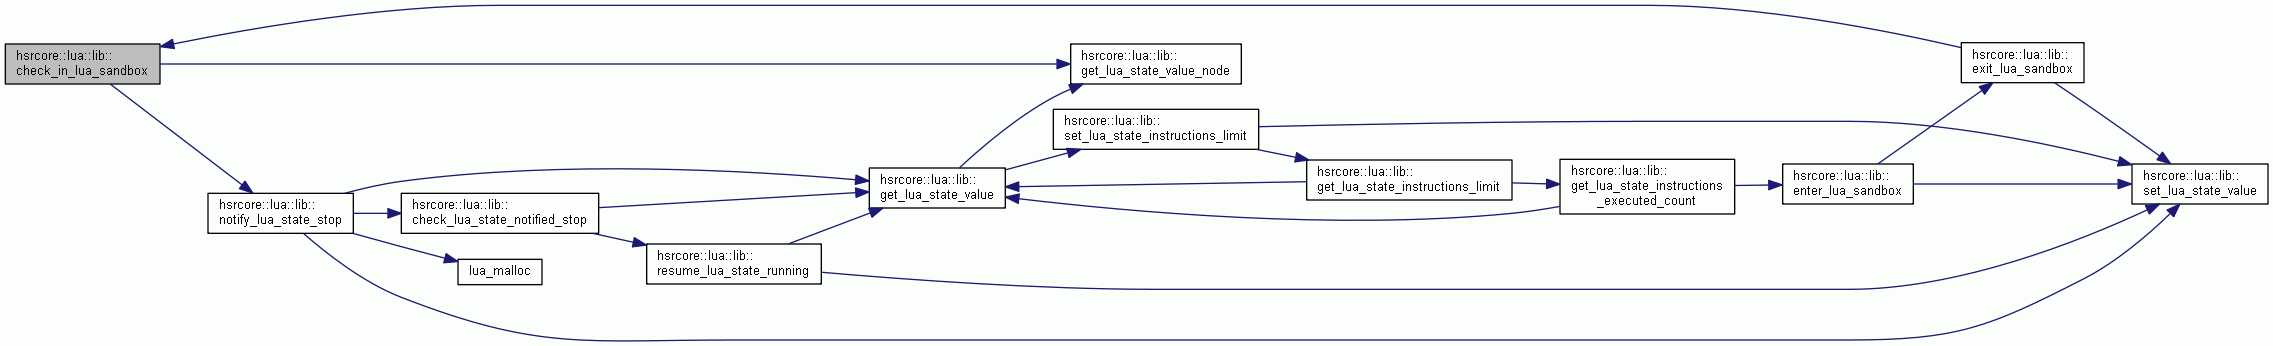 hsrcore::lua::lib::
check_in_lua_sandbox
hsrcore::lua::lib::
notify_lua_state_stop
hsrcore::lua::lib::
check_lua_state_notified_stop
lua_malloc
hsrcore::lua::lib::
resume_lua_state_running
hsrcore::lua::lib::
get_lua_state_value
hsrcore::lua::lib::
get_lua_state_value_node
hsrcore::lua::lib::
set_lua_state_instructions_limit
hsrcore::lua::lib::
get_lua_state_instructions_limit
hsrcore::lua::lib::
get_lua_state_instructions
_executed_count
hsrcore::lua::lib::
enter_lua_sandbox
hsrcore::lua::lib::
exit_lua_sandbox
hsrcore::lua::lib::
set_lua_state_value